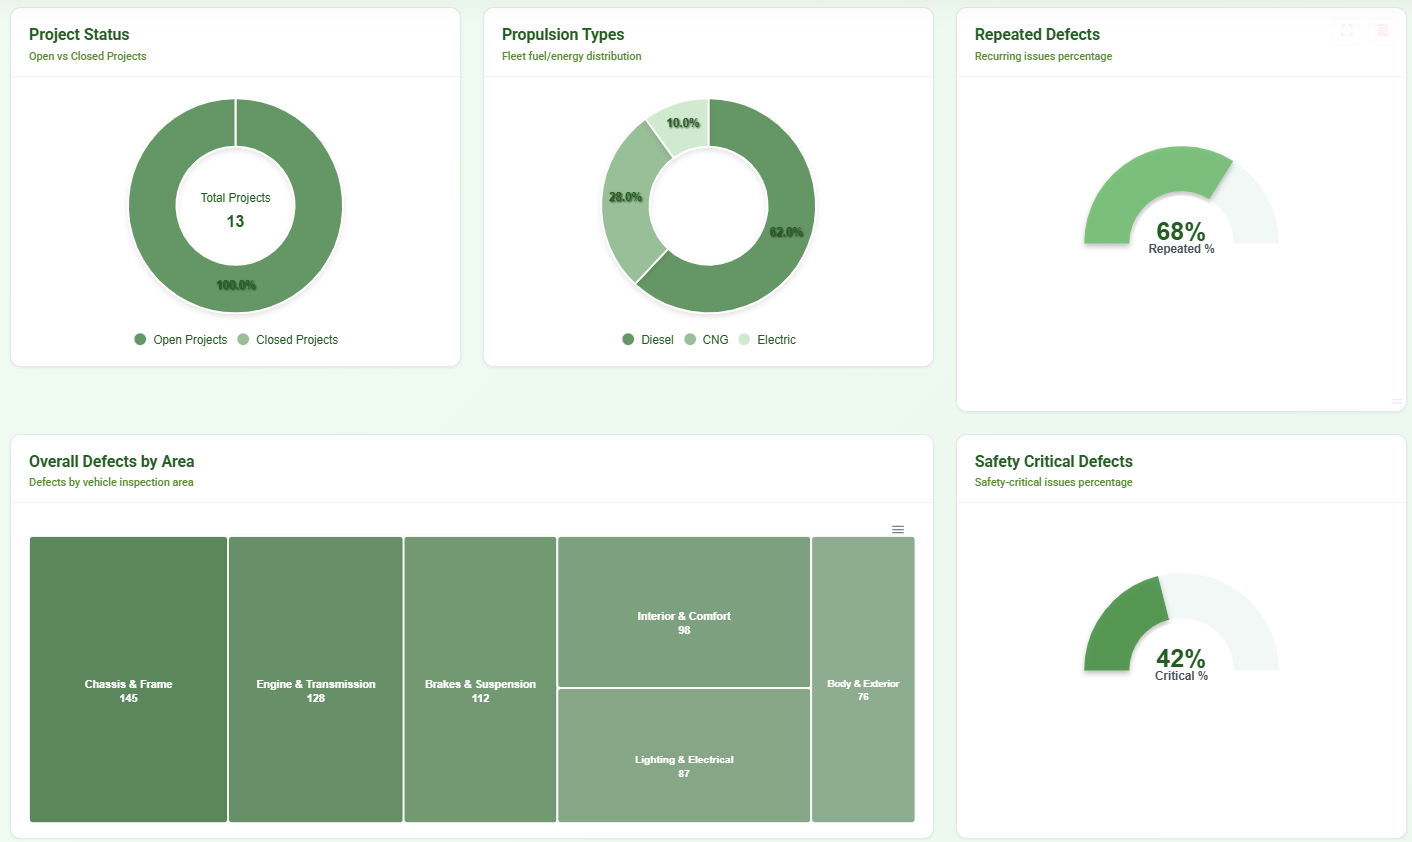 Project Status
Open vs Closed Projects
Total Projects
13
100.0%
Open Projects
Closed Projects
Propulsion Types
Fleet fuel/energy distribution
10.0%
28.0%
62.0%
Diesel
CNG
Electric
Repeated Defects
Recurring issues percentage
68%
Repeated %
Overall Defects by Area
Defects by vehicle inspection area
Chassis & Frame
145
Engine & Transmission
128
Brakes & Suspension
112
Interior & Comfort
98
Lighting & Electrical
87
Body & Exterior
76
Safety Critical Defects
Safety-critical issues percentage
42%
Critical %